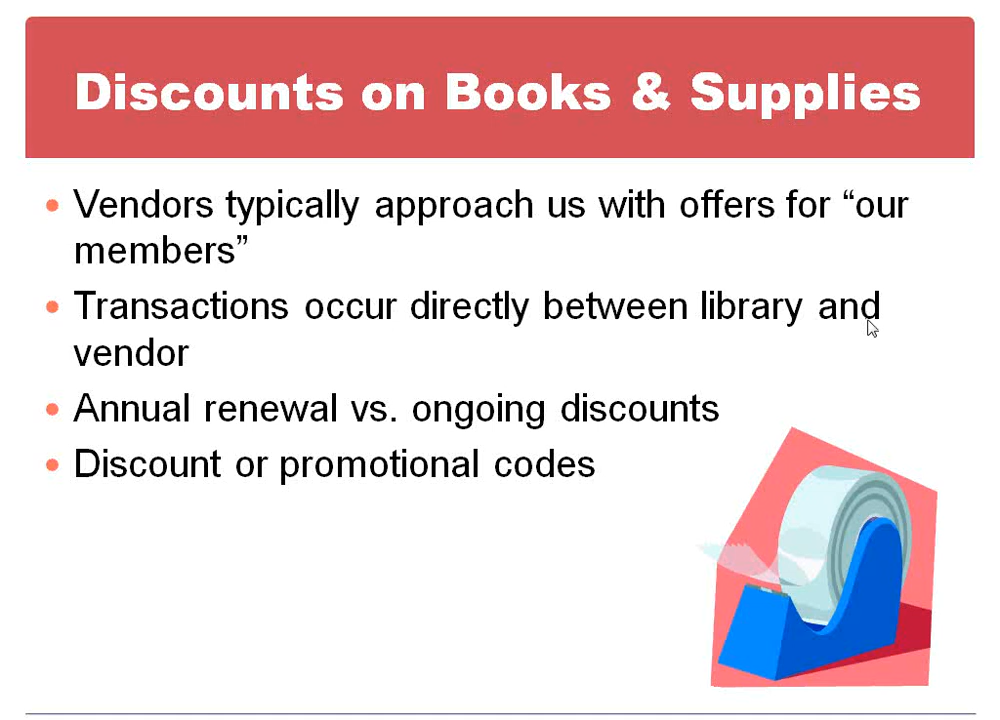 Discounts on Books & Supplies
• Vendors typically approach us with offers for “our
members”
• Transactions occur directly between library and
vendor
• Annual renewal vs. ongoing discounts
• Discount or promotional codes